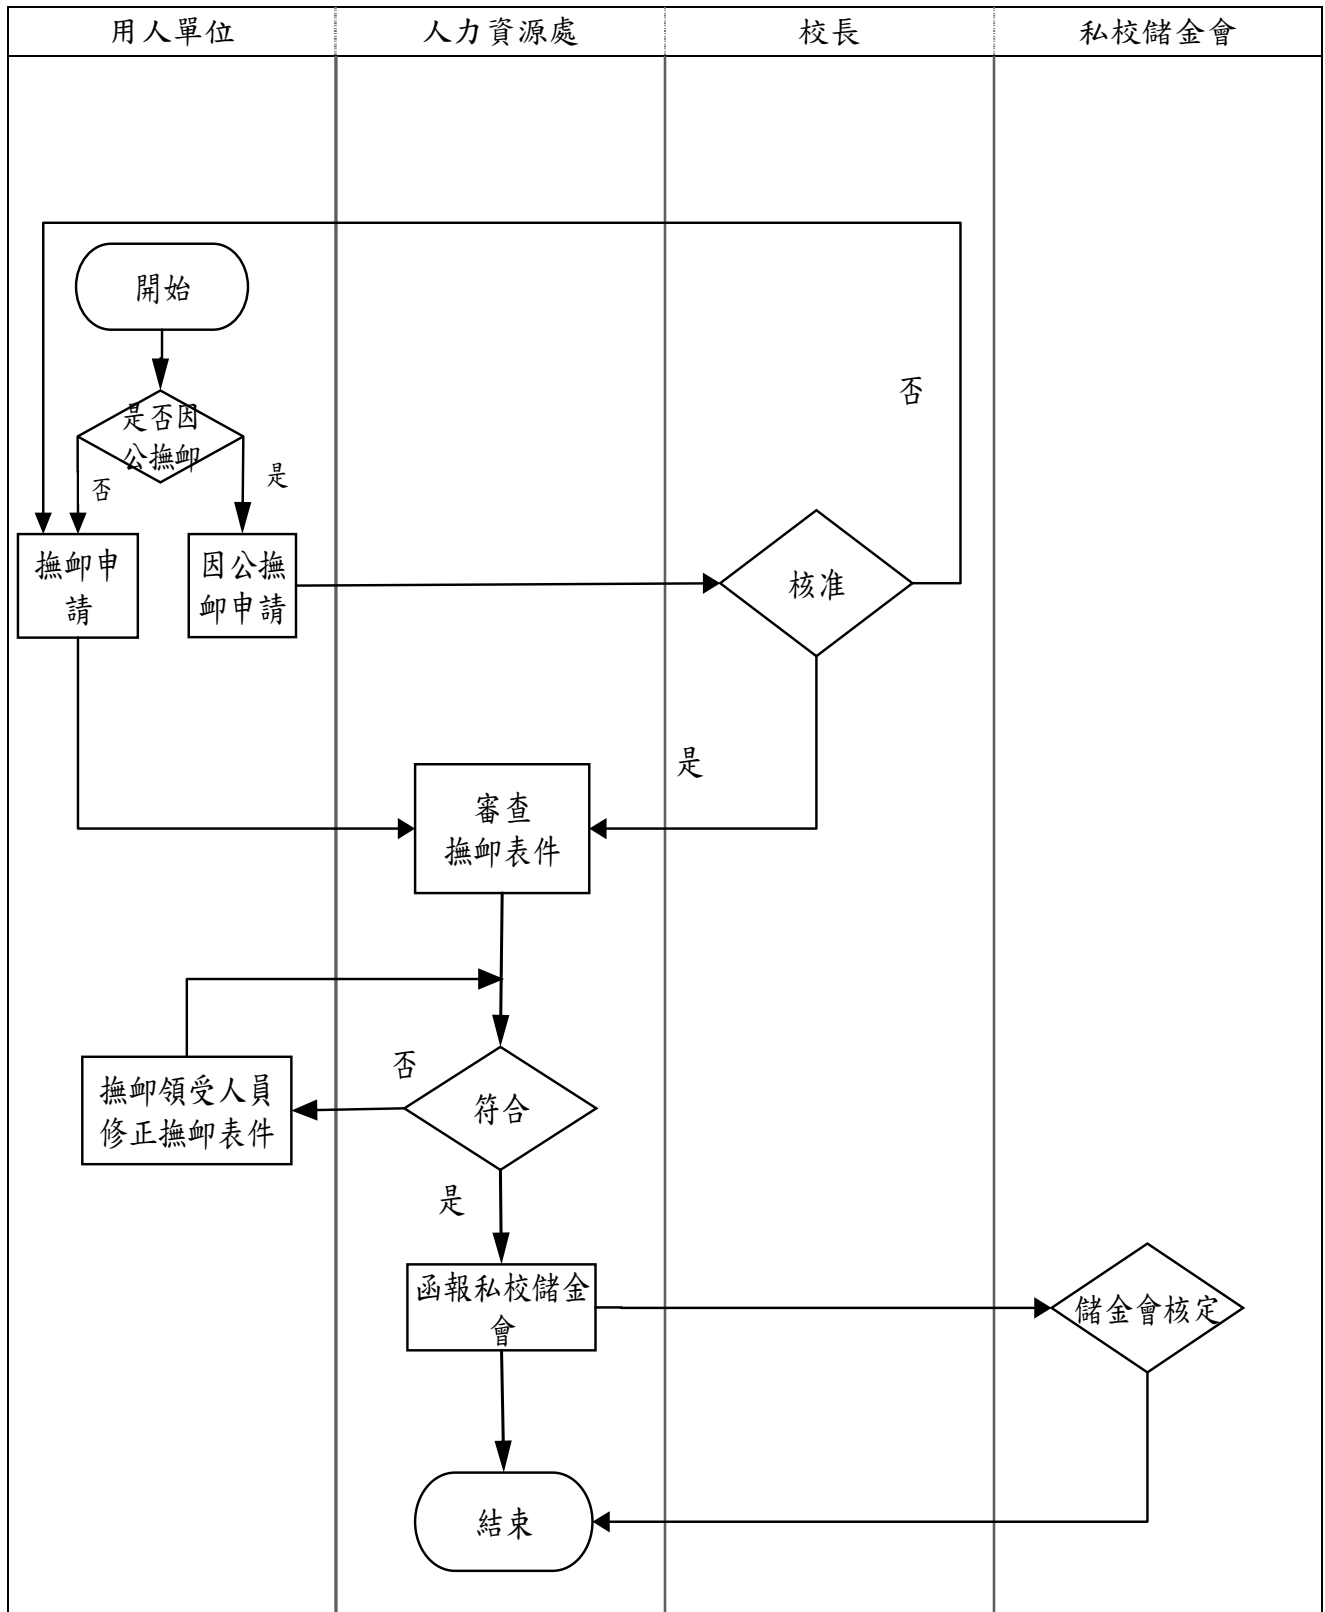 用人單位
人力資源處
校長
私校儲金會
開始
是否因
公撫卹
否
是
否
撫卹申
請
因公撫
卹申請
核准
是
審查
撫卹表件
否
撫卹領受人員
修正撫卹表件
符合
是
函報私校儲金
會
儲金會核定
結束